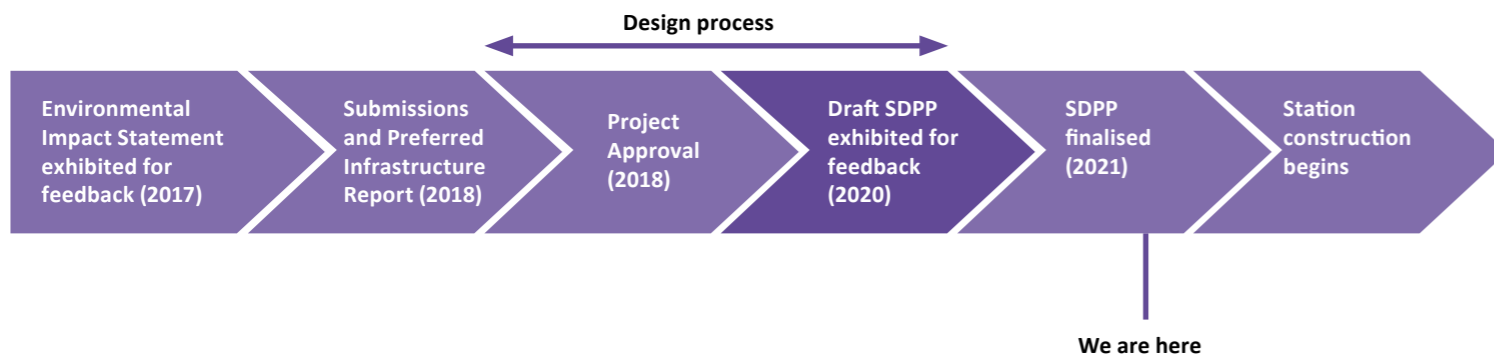 Design process
Environmental
Impact Statement
exhibited for
feedback (2017)
Submissions
and Preferred
Infrastructure
Report (2018)
Project
Approval
(2018)
Draft SDPP
exhibited for
feedback
(2020)
SDPP
finalised
(2021)
Station
construction
begins
We are here